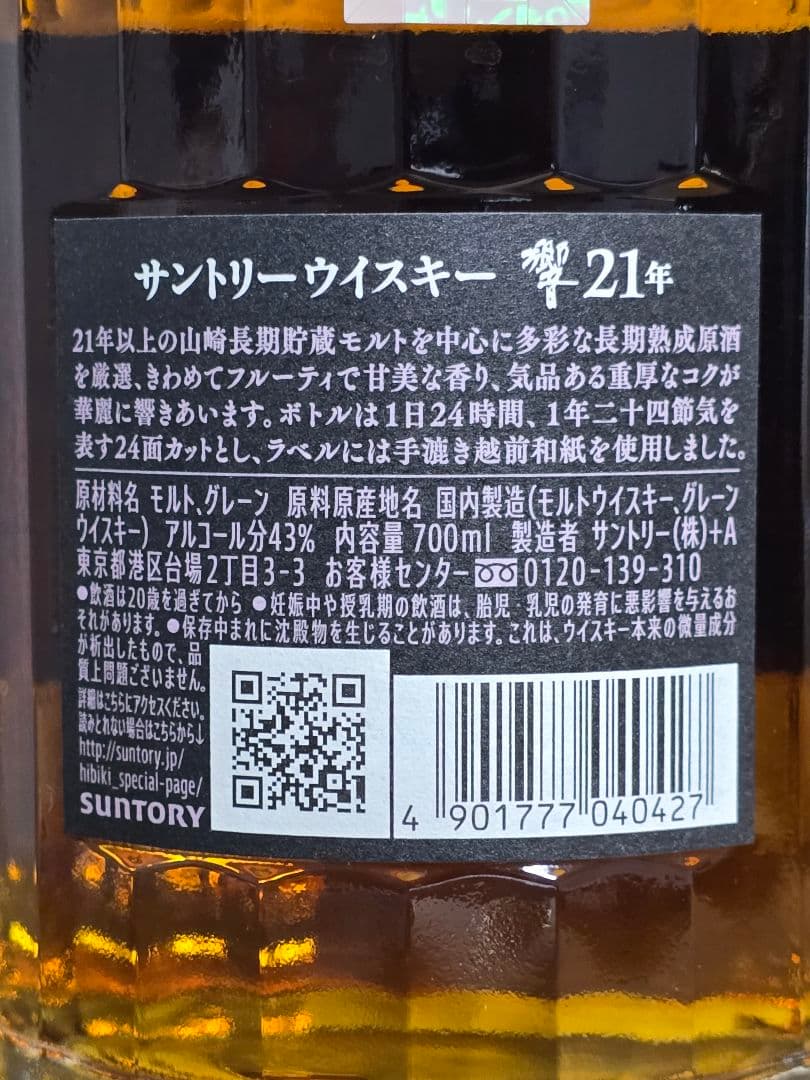 サントリーウイスキー 響 21年
21年以上の山崎長期貯蔵モルトを中心に多彩な長期熟成原酒
を厳選、きわめてフルーティで甘美な香り、気品ある重厚なコクが
華麗に響きあいます。ボトルは1日24時間、1年二十四節気を
表す24面カットとし、ラベルには手漉き越前和紙を使用しました。
原材料名 モルト、グレーン 原料原産地名 国内製造(モルトウイスキー、グレーン
ウイスキー) アルコール分43% 内容量 700ml 製造者 サントリー(株)+A
東京都港区台場2丁目3-3 お客様センター 0120-139-310
●飲酒は20歳を過ぎてから ●妊娠中や授乳期の飲酒は、胎児・乳児の発育に悪影響を与えるお
それがあります。●保存中まれに沈殿物を生じることがあります。これは、ウイスキー本来の微量成分
が析出したもので、品
質上問題ございません。
詳細はこちらにアクセスください。
読みとれない場合はこちらから↓
http://suntory.jp/
hibiki_special-page/
SUNTORY
4 901777 040427